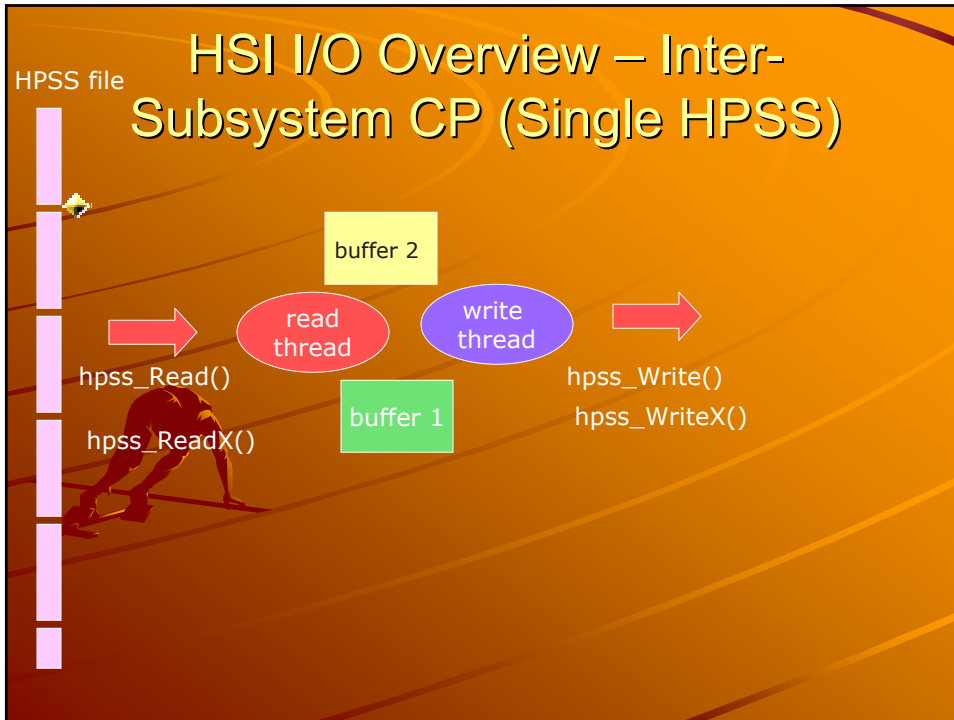 HSI I/O Overview – Inter-
Subsystem CP (Single HPSS)
HPSS file
buffer 2
read
thread
write
thread
hpss_Read()
hpss_ReadX()
buffer 1
hpss_Write()
hpss_WriteX()